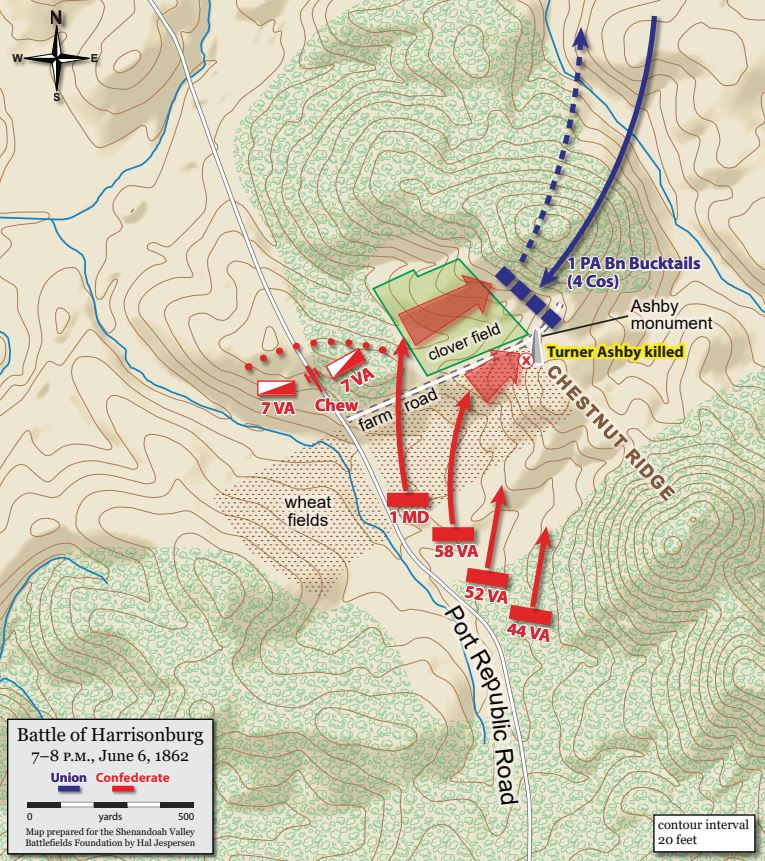 N
W
E
S
1 PA Bn Bucktails
(4 Cos)
Ashby
monument
clover field
Turner Ashby killed
X
7 VA
7 VA
Chew
farm road
CHESTNUT RIDGE
wheat
fields
1 MD
58 VA
52 VA
44 VA
Port Republic Road
Battle of Harrisonburg
7–8 P.M., June 6, 1862
Union Confederate
0 yards 500
Map prepared for the Shenandoah Valley
Battlefields Foundation by Hal Jespersen
contour interval
20 feet